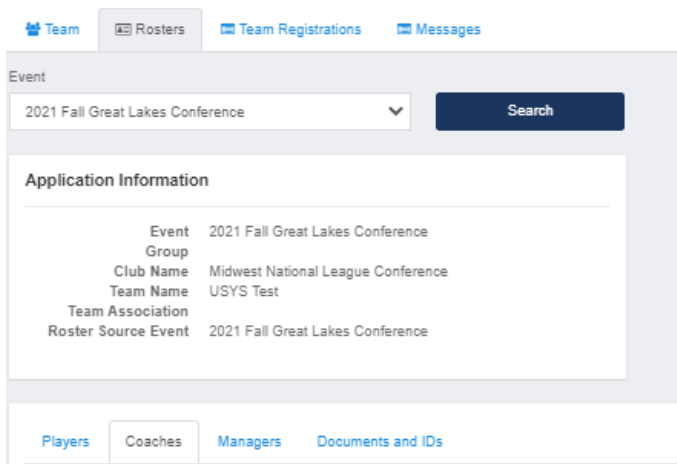 Team Rosters Team Registrations Messages
Event
2021 Fall Great Lakes Conference Search
Application Information
Event 2021 Fall Great Lakes Conference
Group
Club Name Midwest National League Conference
Team Name USYS Test
Team Association
Roster Source Event 2021 Fall Great Lakes Conference
Players Coaches Managers Documents and IDs